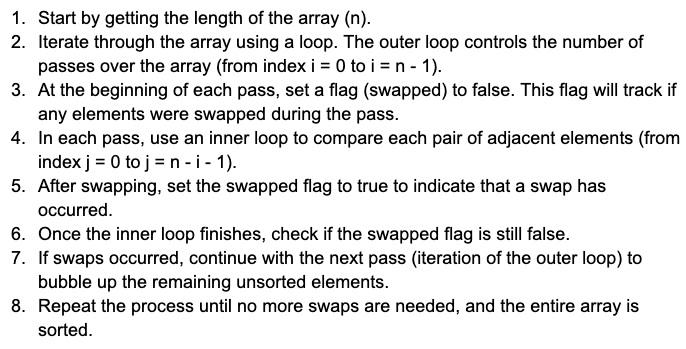 1. Start by getting the length of the array (n).
2. Iterate through the array using a loop. The outer loop controls the number of
passes over the array (from index i = 0 to i = n - 1).
3. At the beginning of each pass, set a flag (swapped) to false. This flag will track if
any elements were swapped during the pass.
4. In each pass, use an inner loop to compare each pair of adjacent elements (from
index j = 0 to j = n - i - 1).
5. After swapping, set the swapped flag to true to indicate that a swap has
occurred.
6. Once the inner loop finishes, check if the swapped flag is still false.
7. If swaps occurred, continue with the next pass (iteration of the outer loop) to
bubble up the remaining unsorted elements.
8. Repeat the process until no more swaps are needed, and the entire array is
sorted.